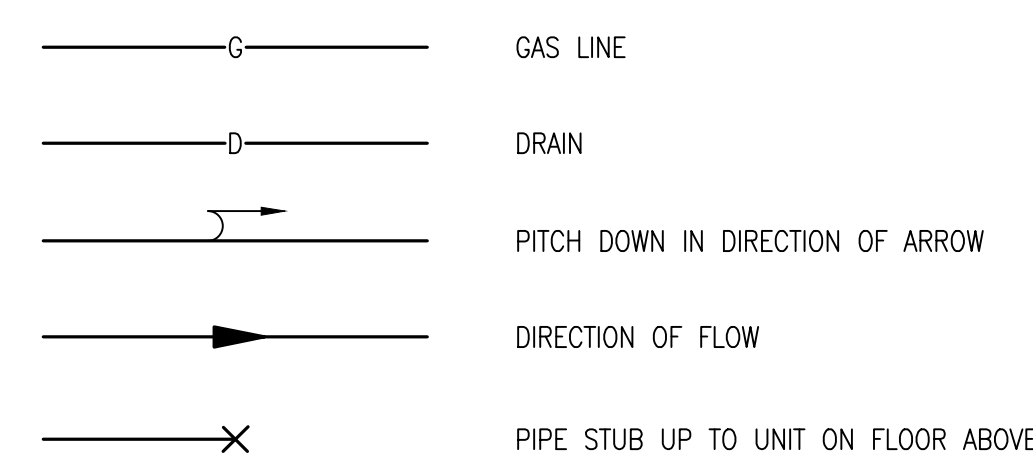 G GAS LINE
D DRAIN
PITCH DOWN IN DIRECTION OF ARROW
DIRECTION OF FLOW
PIPE STUB UP TO UNIT ON FLOOR ABOVE